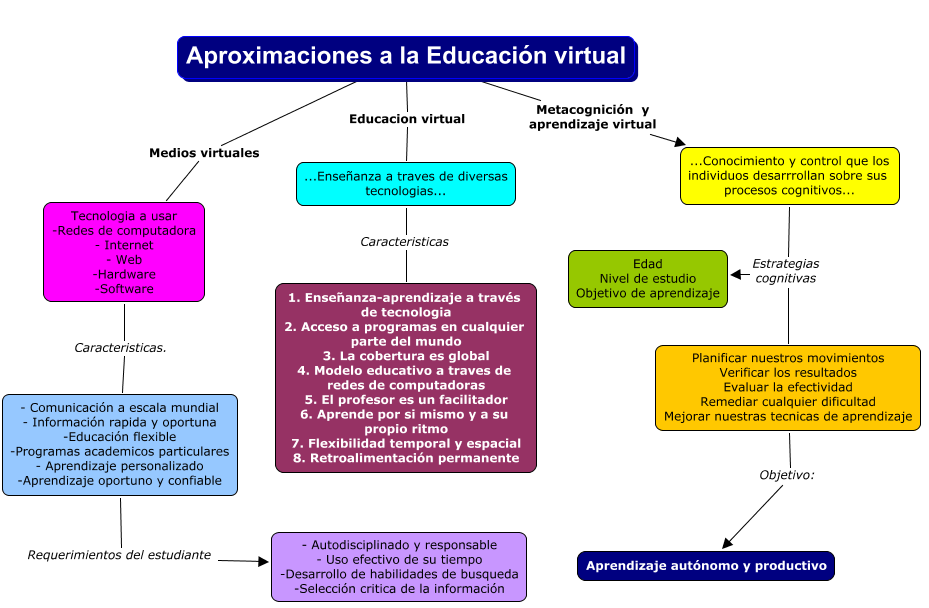 Aproximaciones a la Educación virtual
Medios virtuales
Tecnologia a usar
-Redes de computadora
- Internet
- Web
-Hardware
-Software
Caracteristicas.
- Comunicación a escala mundial
- Información rapida y oportuna
-Educación flexible
-Programas academicos particulares
- Aprendizaje personalizado
-Aprendizaje oportuno y confiable
Requerimientos del estudiante
- Autodisciplinado y responsable
- Uso efectivo de su tiempo
-Desarrollo de habilidades de busqueda
-Selección critica de la información
Educacion virtual
...Enseñanza a traves de diversas
tecnologias...
Caracteristicas
1. Enseñanza-aprendizaje a través
de tecnologia
2. Acceso a programas en cualquier
parte del mundo
3. La cobertura es global
4. Modelo educativo a traves de
redes de computadoras
5. El profesor es un facilitador
6. Aprende por si mismo y a su
propio ritmo
7. Flexibilidad temporal y espacial
8. Retroalimentación permanente
Metacognición y
aprendizaje virtual
...Conocimiento y control que los
individuos desarrrollan sobre sus
procesos cognitivos...
Estrategias
cognitivas
Edad
Nivel de estudio
Objetivo de aprendizaje
Planificar nuestros movimientos
Verificar los resultados
Evaluar la efectividad
Remediar cualquier dificultad
Mejorar nuestras tecnicas de aprendizaje
Objetivo:
Aprendizaje autónomo y productivo